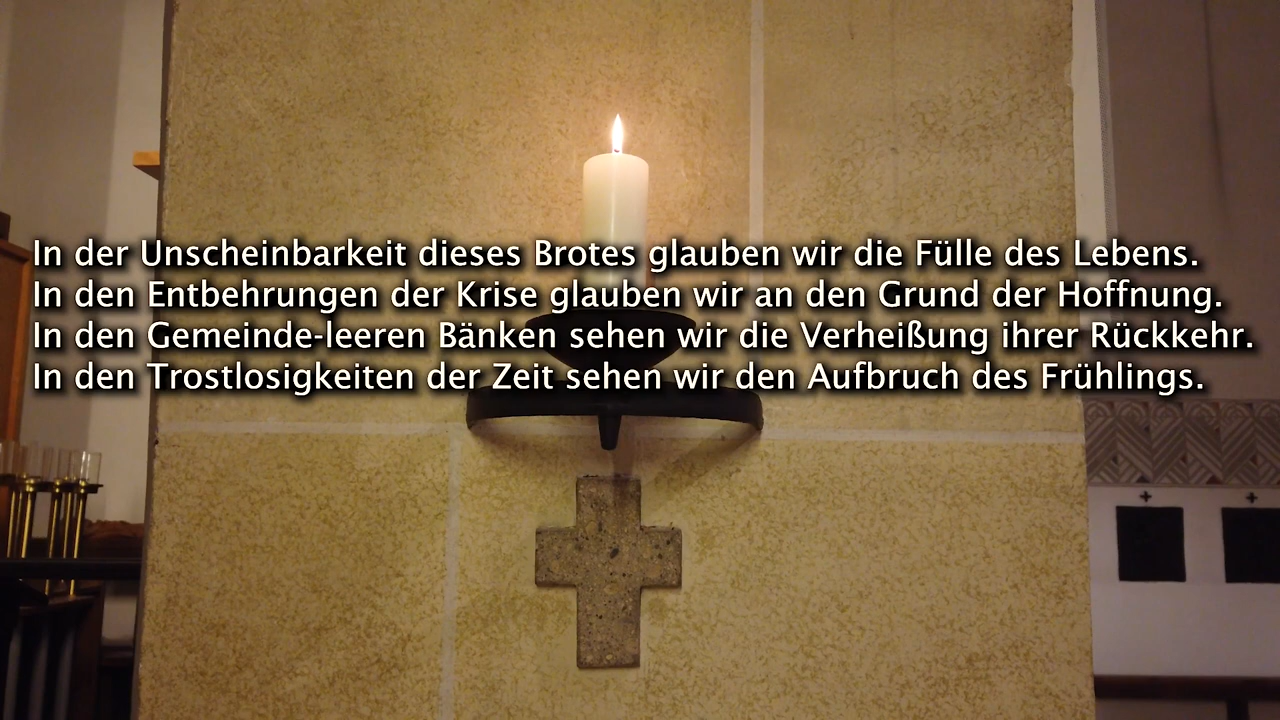 In der Unscheinbarkeit dieses Brotes glauben wir die Fülle des Lebens.
In den Entbehrungen der Krise glauben wir an den Grund der Hoffnung.
In den Gemeinde-leeren Bänken sehen wir die Verheißung ihrer Rückkehr.
In den Trostlosigkeiten der Zeit sehen wir den Aufbruch des Frühlings.